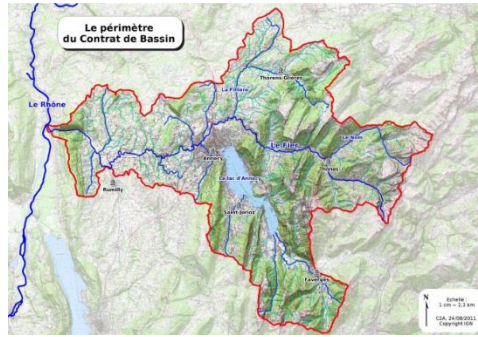 Le périmètre
du Contrat de Bassin
Thorens-Glières
La Fillière
Le Rhône
Le Fier
Le Nom
Annecy
Thônes
Le lac d'Annecy
Rumilly
Saint-Jorioz
Faverges
N
Echelle :
1 cm = 2,3 km
C2A, 24/08/2011
Copyright IGN